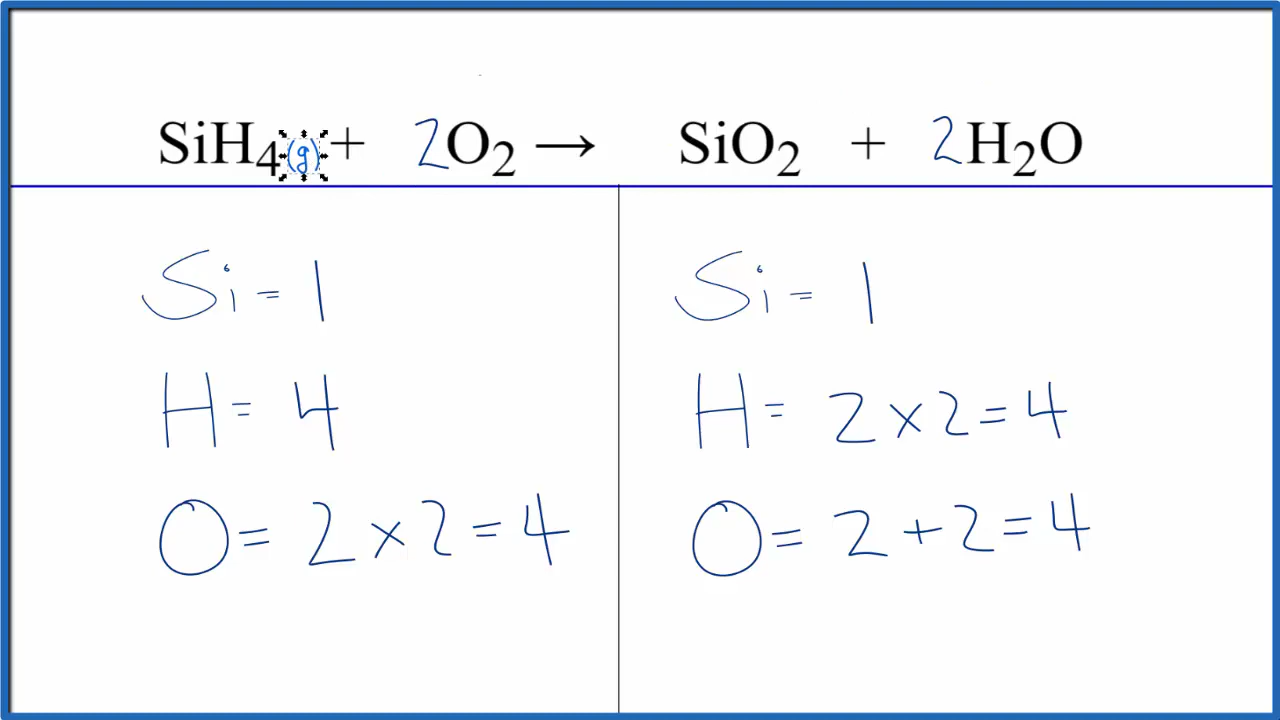 SiH₄(g) + 2O₂ → SiO₂ + 2H₂O
Si = 1
H = 4
O = 2 x 2 = 4
Si = 1
H = 2 x 2 = 4
O = 2 + 2 = 4